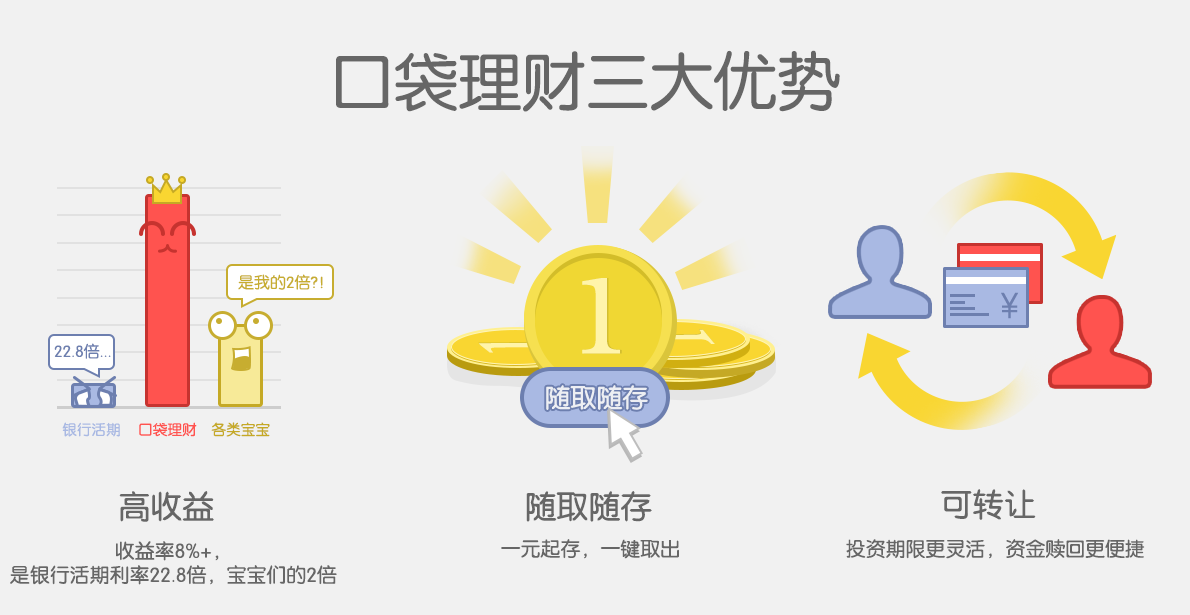 口袋理财三大优势
是我的2倍?!
22.8倍...
银行活期
口袋理财
各类宝宝
1
随取随存
¥
高收益
收益率8%+，
是银行活期利率22.8倍，宝宝们的2倍
随取随存
一元起存，一键取出
可转让
投资期限更灵活，资金赎回更便捷